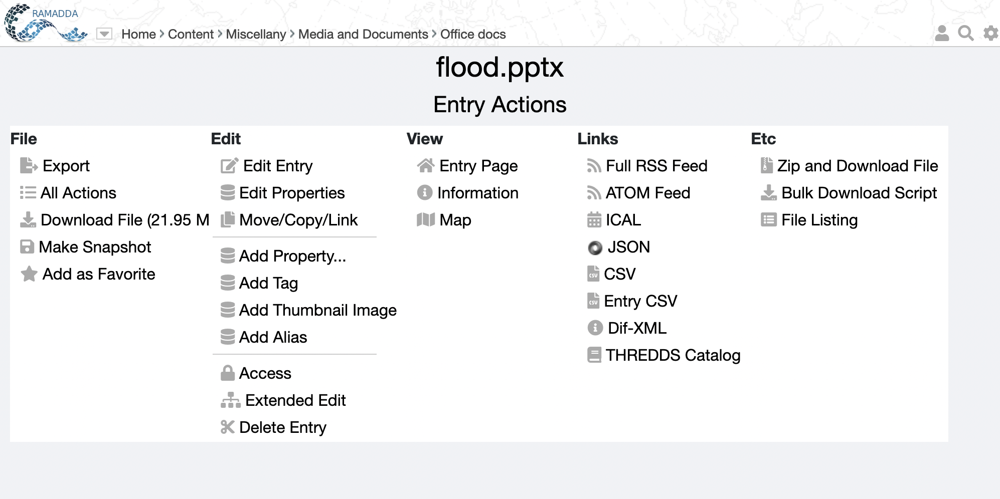 RAMADDA
Home › Content › Miscellany › Media and Documents › Office docs
flood.pptx
Entry Actions
File
Export
All Actions
Download File (21.95 M
Make Snapshot
Add as Favorite
Edit
Edit Entry
Edit Properties
Move/Copy/Link
Add Property...
Add Tag
Add Thumbnail Image
Add Alias
Access
Extended Edit
Delete Entry
View
Entry Page
Information
Map
Links
Full RSS Feed
ATOM Feed
ICAL
JSON
CSV
Entry CSV
Dif-XML
THREDDS Catalog
Etc
Zip and Download File
Bulk Download Script
File Listing